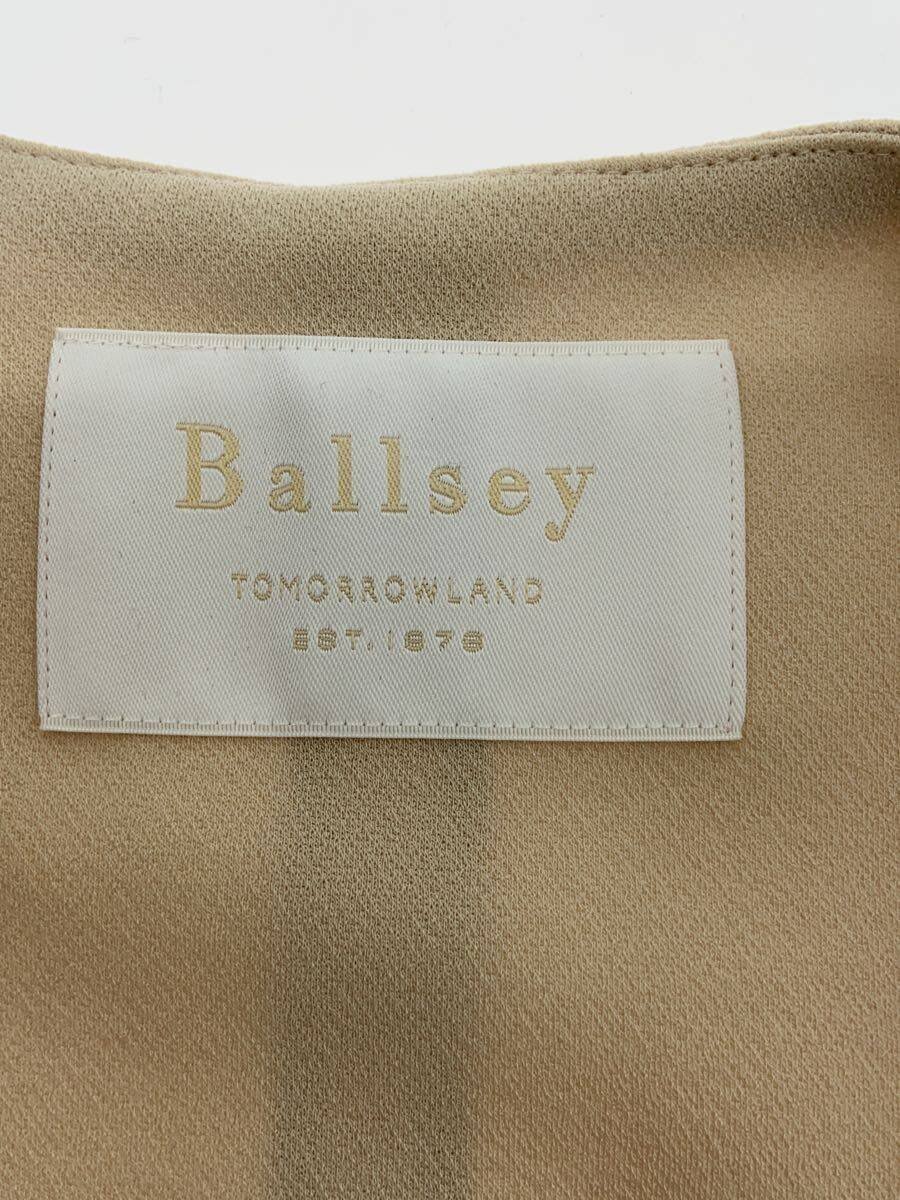 Ballsey
TOMORROWLAND
EST. 1978